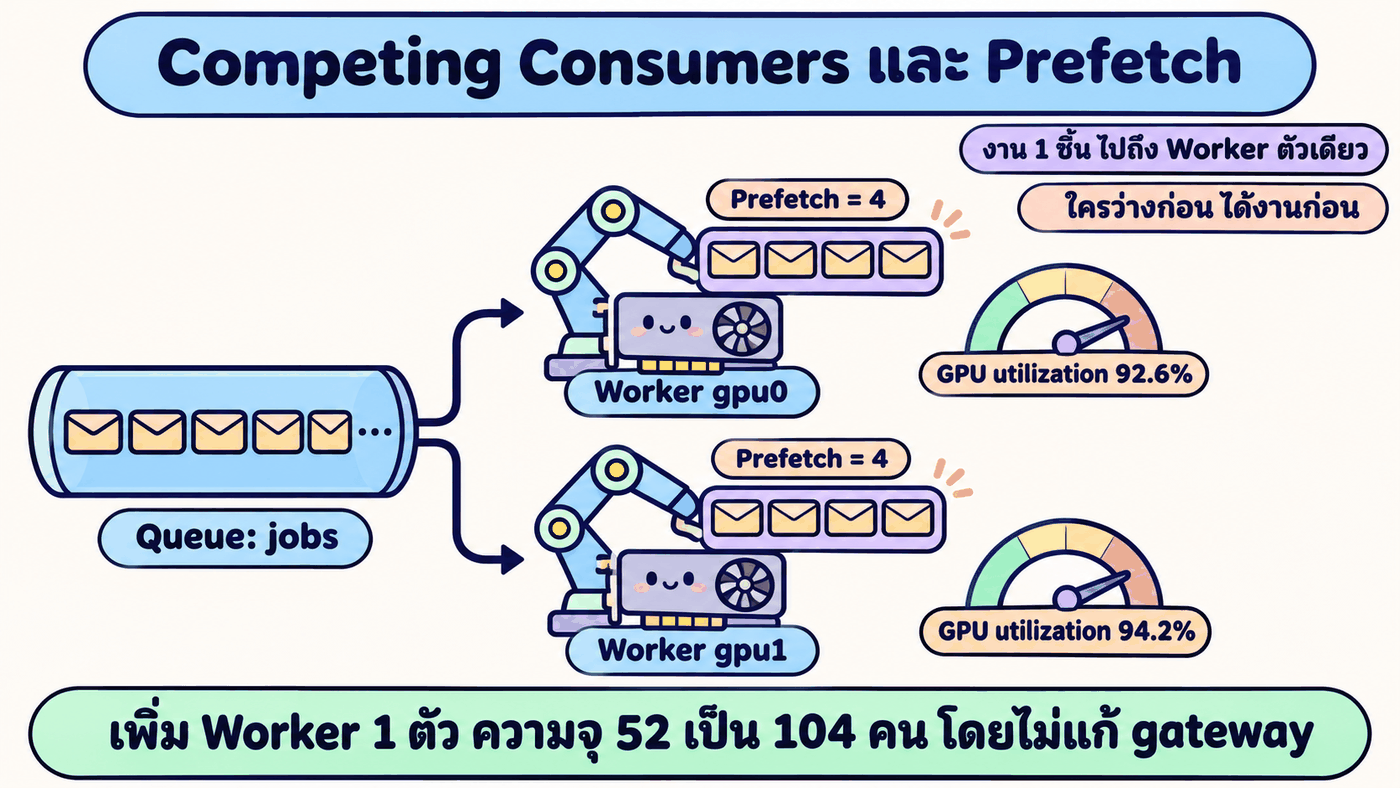 Competing Consumers และ Prefetch
งาน 1 ชิ้น ไปถึง Worker ตัวเดียว
ใครว่างก่อน ได้งานก่อน
Prefetch = 4
GPU utilization 92.6%
Worker gpu0
Queue: jobs
Prefetch = 4
GPU utilization 94.2%
Worker gpu1
เพิ่ม Worker 1 ตัว ความจุ 52 เป็น 104 คน โดยไม่แก้ gateway